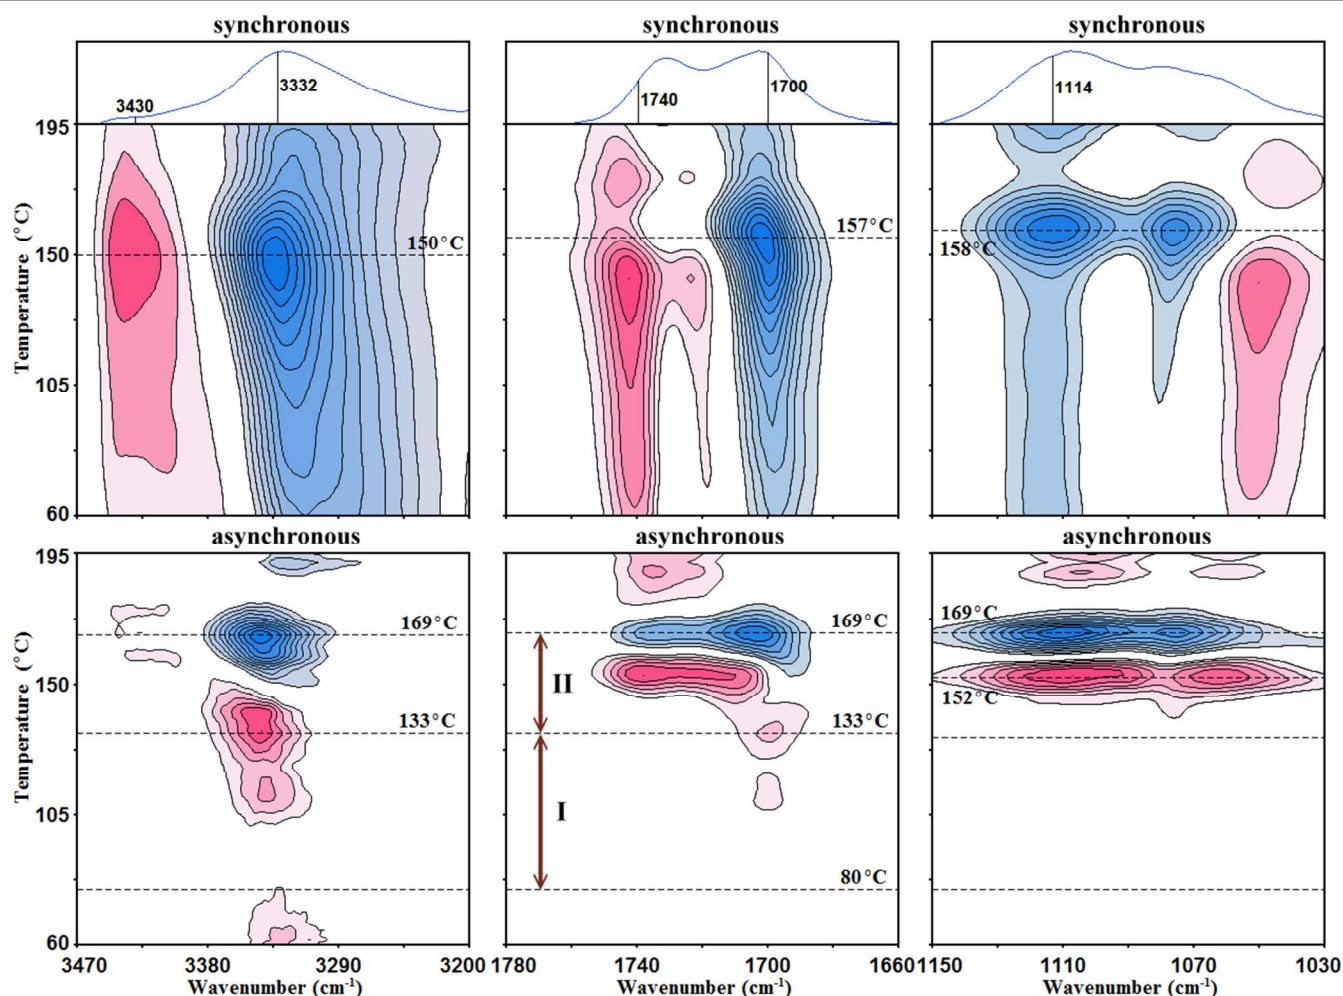 synchronous synchronous synchronous
3430 3332 1740 1700 1114
195
150
105
60
Temperature (°C)
150°C 157°C 158°C
asynchronous asynchronous asynchronous
195
150
105
60
Temperature (°C)
169°C 169°C 169°C
II
152°C
133°C 133°C
I
80°C
3470 3380 3290 3200 1780 1740 1700 1660 1150 1110 1070 1030
Wavenumber (cm-1) Wavenumber (cm-1) Wavenumber (cm-1)